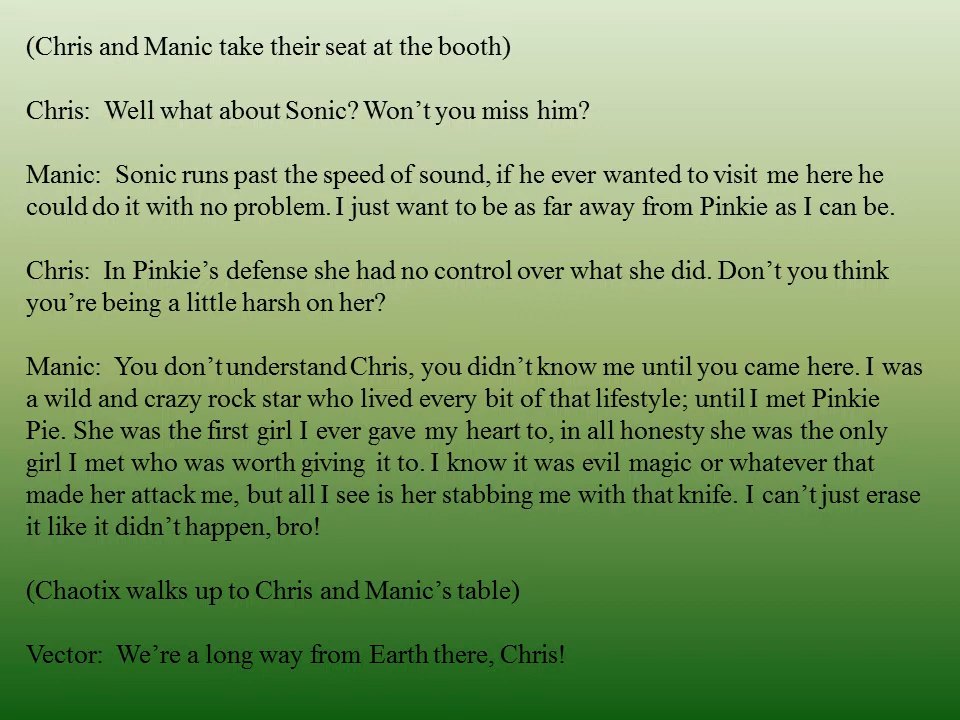 (Chris and Manic take their seat at the booth)
Chris:  Well what about Sonic? Won’t you miss him?
Manic:  Sonic runs past the speed of sound, if he ever wanted to visit me here he
could do it with no problem. I just want to be as far away from Pinkie as I can be.
Chris:  In Pinkie’s defense she had no control over what she did. Don’t you think
you’re being a little harsh on her?
Manic:  You don’t understand Chris, you didn’t know me until you came here. I was
a wild and crazy rock star who lived every bit of that lifestyle; until I met Pinkie
Pie. She was the first girl I ever gave my heart to, in all honesty she was the only
girl I met who was worth giving it to. I know it was evil magic or whatever that
made her attack me, but all I see is her stabbing me with that knife. I can’t just erase
it like it didn’t happen, bro!
(Chaotix walks up to Chris and Manic’s table)
Vector:  We’re a long way from Earth there, Chris!